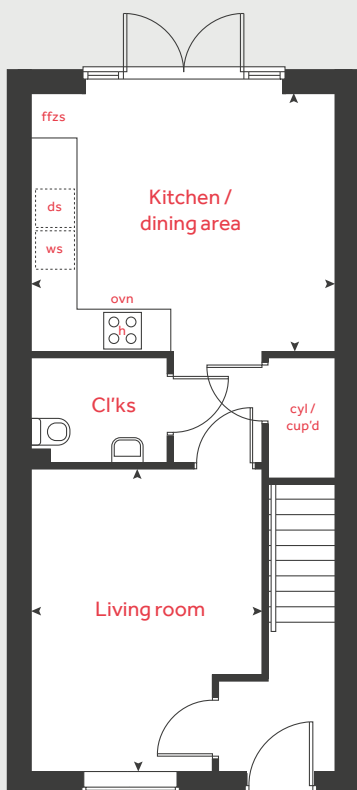 ffzs
Kitchen /
dining area
ds
ws
ovn
h
Cl’ks
cyl /
cup’d
Living room